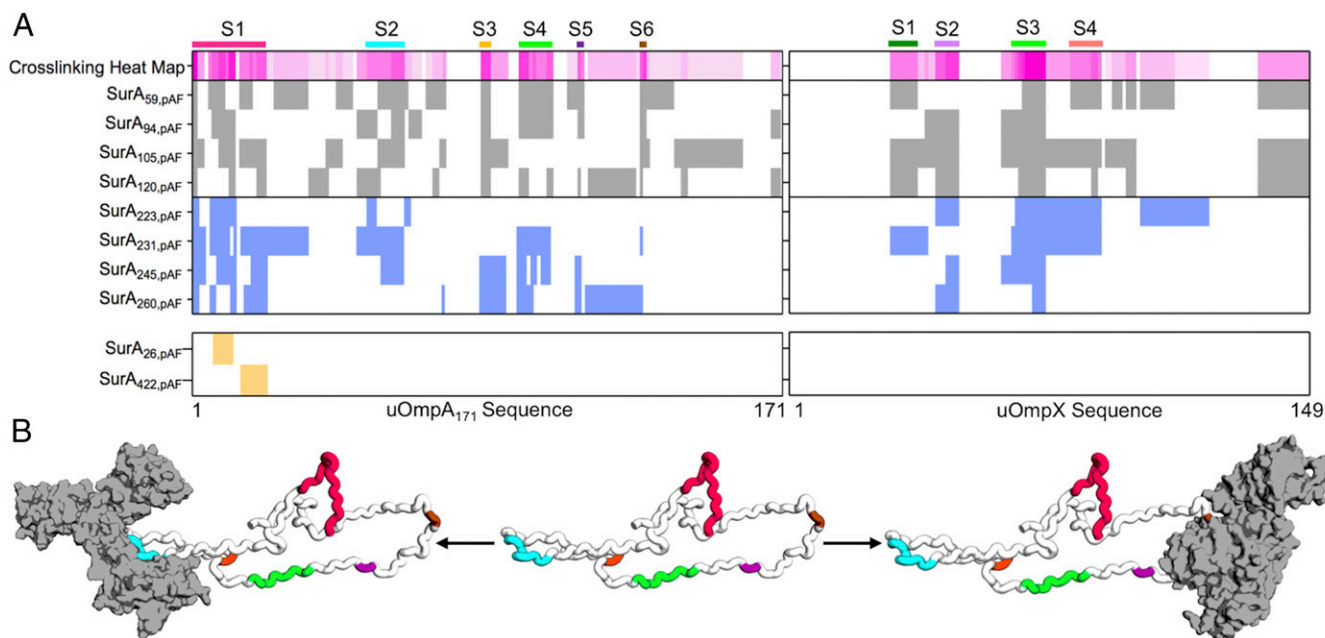 A
S1 S2 S3 S4 S5 S6 S1 S2 S3 S4
Crosslinking Heat Map
SurA59,pAF
SurA94,pAF
SurA105,pAF
SurA120,pAF
SurA223,pAF
SurA231,pAF
SurA245,pAF
SurA260,pAF
SurA26,pAF
SurA422,pAF
1 uOmpA171 Sequence 171 1 uOmpX Sequence 149
B